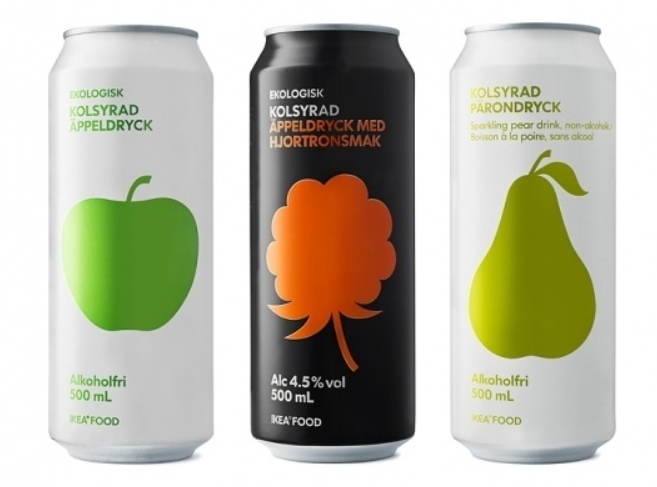 EKOLOGISK
KOLSYRAD
ÄPPELDRYCK
Alkoholfri
500 mL
IKEA FOOD
EKOLOGISK
KOLSYRAD
ÄPPELDRYCK MED
HJORTRONSMAK
Alc 4.5% vol
500 mL
IKEA FOOD
KOLSYRAD
PÄRONDRYCK
Sparkling pear drink, non-alcoholic
Boisson à la poire, sans alcool
Alkoholfri
500 mL
IKEA FOOD